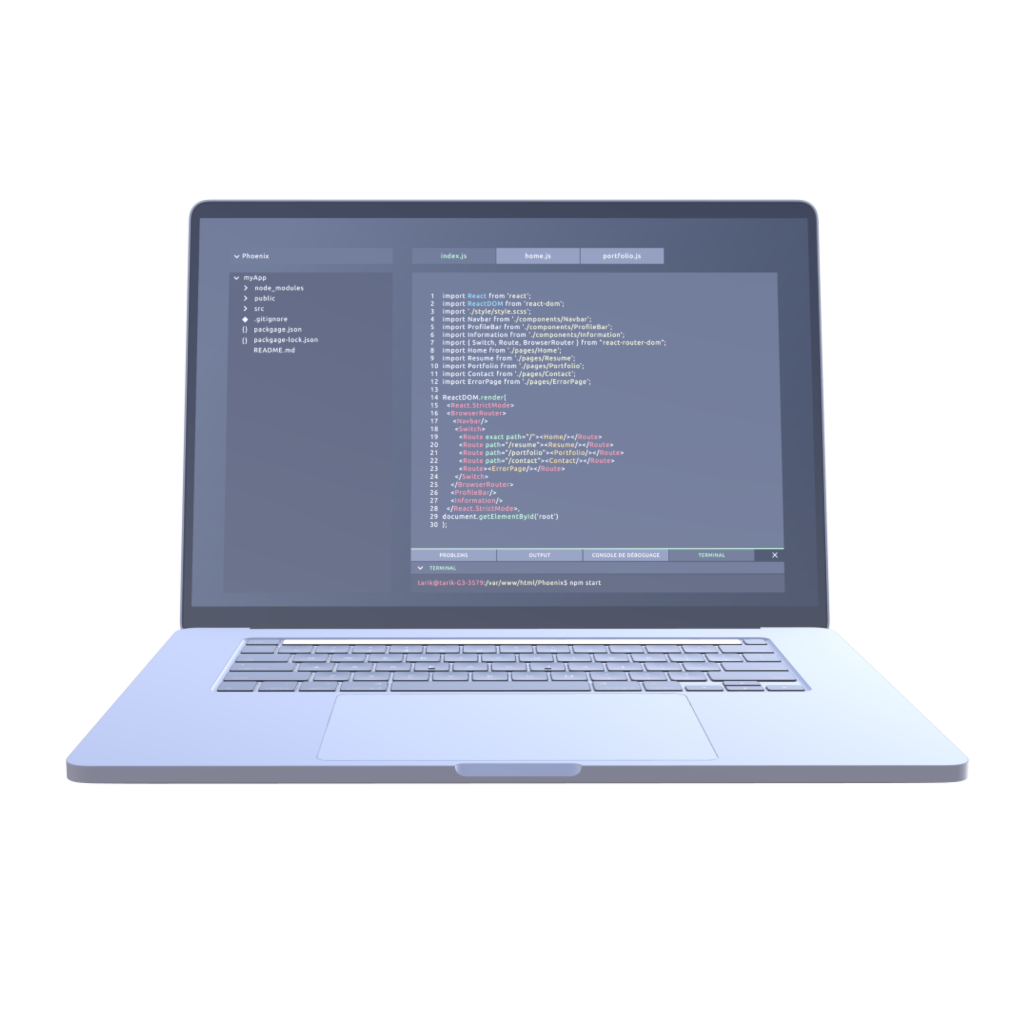 Phoenix
myApp
node_modules
public
src
.gitignore
{} packgage.json
{} packgage-lock.json
README.md
index.js home.js portfolio.js
1 import React from 'react';
2 import ReactDOM from 'react-dom';
3 import './style/style.scss';
4 import Navbar from './components/Navbar';
5 import ProfileBar from './components/ProfileBar';
6 import Information from './components/Information';
7 import { Switch, Route, BrowserRouter } from "react-router-dom";
8 import Home from './pages/Home';
9 import Resume from './pages/Resume';
10 import Portfolio from './pages/Portfolio';
11 import Contact from './pages/Contact';
12 import ErrorPage from './pages/ErrorPage';
13
14 ReactDOM.render(
15 <React.StrictMode>
16 <BrowserRouter>
17 <Navbar/>
18 <Switch>
19 <Route exact path="/"><Home/></Route>
20 <Route path="/resume"><Resume/></Route>
21 <Route path="/portfolio"><Portfolio/></Route>
22 <Route path="/contact"><Contact/></Route>
23 <Route><ErrorPage/></Route>
24 </Switch>
25 </BrowserRouter>
26 <ProfileBar/>
27 <Information/>
28 </React.StrictMode>,
29 document.getElementById('root')
30 );
PROBLEMS OUTPUT CONSOLE DE DÉBOGUAGE TERMINAL X
TERMINAL
tarik@tarik-G3-3579:/var/www/html/Phoenix$ npm start